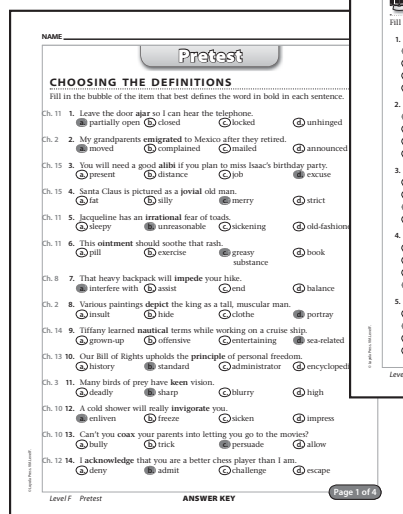 NAME
Pretest
CHOOSING THE DEFINITIONS
Fill in the bubble of the item that best defines the word in bold in each sentence.
Ch. 11 1. Leave the door ajar so I can hear the telephone.
a. partially open b. closed c. locked d. unhinged
Ch. 2 2. My grandparents emigrated to Mexico after they retired.
a. moved b. complained c. mailed d. announced
Ch. 15 3. You will need a good alibi if you plan to miss Isaac's birthday party.
a. present b. distance c. job d. excuse
Ch. 15 4. Santa Claus is pictured as a jovial old man.
a. fat b. silly c. merry d. strict
Ch. 11 5. Jacqueline has an irrational fear of toads.
a. sleepy b. unreasonable c. sickening d. old-fashione
Ch. 11 6. This ointment should soothe that rash.
a. pill b. exercise c. greasy d. book
substance
Ch. 8 7. That heavy backpack will impede your hike.
a. interfere with b. assist c. end d. balance
Ch. 2 8. Various paintings depict the king as a tall, muscular man.
a. insult b. hide c. clothe d. portray
Ch. 14 9. Tiffany learned nautical terms while working on a cruise ship.
a. grown-up b. offensive c. entertaining d. sea-related
Ch. 13 10. Our Bill of Rights upholds the principle of personal freedom.
a. history b. standard c. administrator d. encyclopedi
Ch. 3 11. Many birds of prey have keen vision.
a. deadly b. sharp c. blurry d. high
Ch. 10 12. A cold shower will really invigorate you.
a. enliven b. freeze c. sicken d. impress
Ch. 10 13. Can't you coax your parents into letting you go to the movies?
a. bully b. trick c. persuade d. allow
Ch. 12 14. I acknowledge that you are a better chess player than I am.
a. deny b. admit c. challenge d. escape
Level F Pretest ANSWER KEY
Page 1 of 4
Fill
1.
2.
3.
4.
5.
Leve